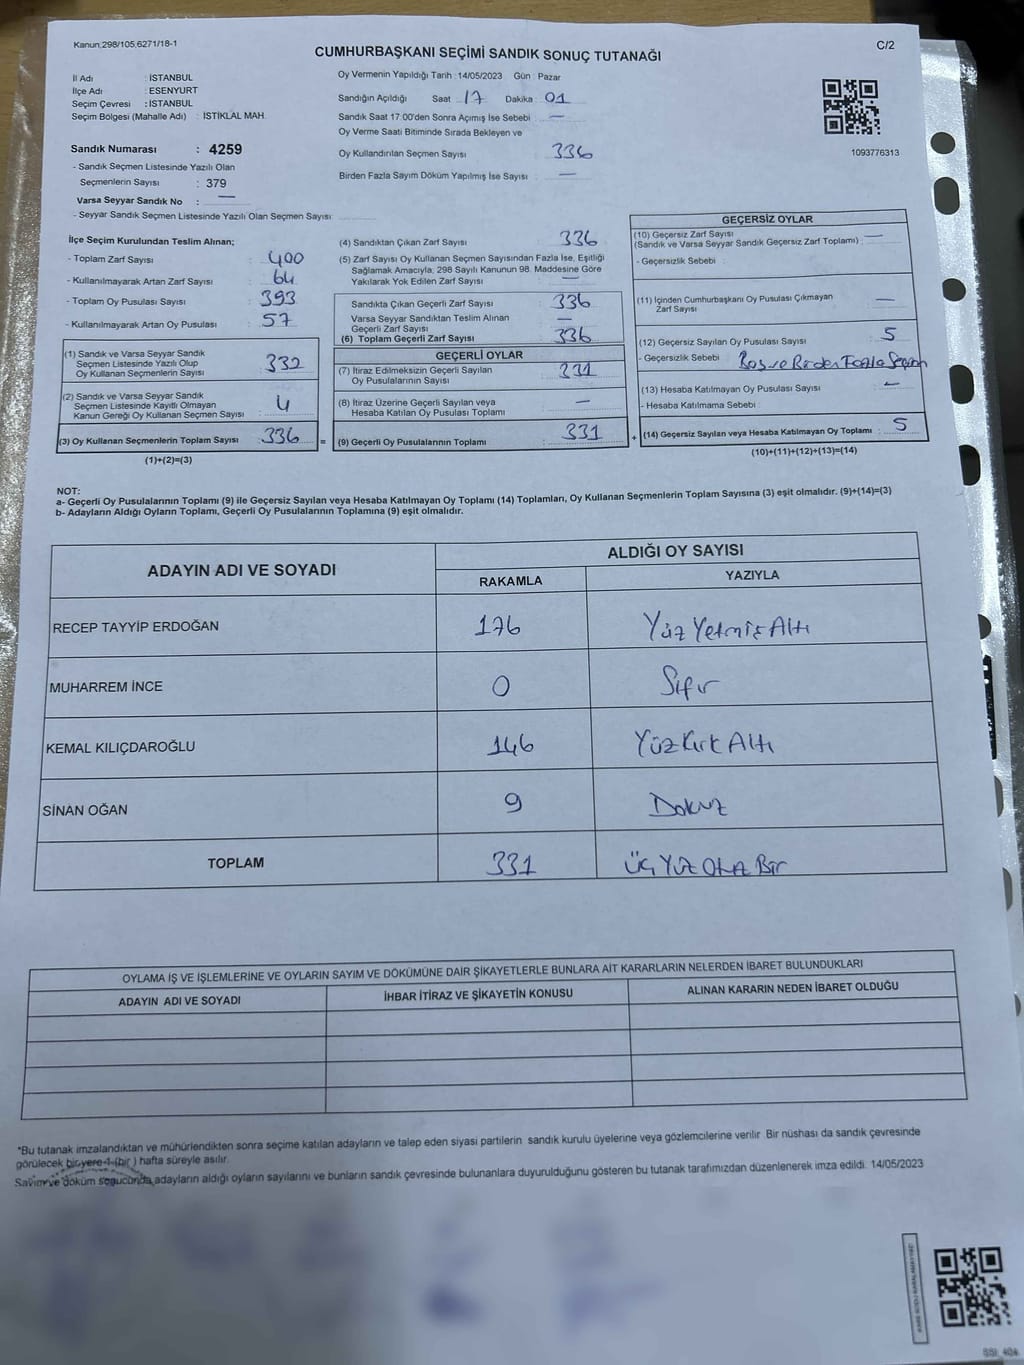 Kanun;298/105;6271/18-1
C/2
CUMHURBAŞKANI SEÇİMİ SANDIK SONUÇ TUTANAĞI
İl Adı : İSTANBUL
İlçe Adı : ESENYURT
Seçim Çevresi : İSTANBUL
Seçim Bölgesi (Mahalle Adı) : İSTİKLAL MAH.
Sandık Numarası : 4259
- Sandık Seçmen Listesinde Yazılı Olan
Seçmenlerin Sayısı : 379
Varsa Seyyar Sandık No : —
- Seyyar Sandık Seçmen Listesinde Yazılı Olan Seçmen Sayısı:
Oy Vermenin Yapıldığı Tarih :14/05/2023 Gün : Pazar
Sandığın Açıldığı Saat : 17 Dakika : 01
Sandık Saat 17:00'den Sonra Açımış İse Sebebi : —
Oy Verme Saati Bitiminde Sırada Bekleyen ve
Oy Kullandırılan Seçmen Sayısı : 336
Birden Fazla Sayım Döküm Yapılmış İse Sayısı : —
1093776313
İlçe Seçim Kurulundan Teslim Alınan;
- Toplam Zarf Sayısı : 400
- Kullanılmayarak Artan Zarf Sayısı : 64
- Toplam Oy Pusulası Sayısı : 393
- Kullanılmayarak Artan Oy Pusulası : 57
(1) Sandık ve Varsa Seyyar Sandık
Seçmen Listesinde Yazılı Olup
Oy Kullanan Seçmenlerin Sayısı : 332
(2) Sandık ve Varsa Seyyar Sandık
Seçmen Listesinde Kayıtlı Olmayan
Kanun Gereği Oy Kullanan Seçmen Sayısı : 4
(3) Oy Kullanan Seçmenlerin Toplam Sayısı : 336 =
(1)+(2)=(3)
(4) Sandıktan Çıkan Zarf Sayısı : 336
(5) Zarf Sayısı Oy Kullanan Seçmen Sayısından Fazla İse, Eşitliği
Sağlamak Amacıyla; 298 Sayılı Kanunun 98. Maddesine Göre
Yakılarak Yok Edilen Zarf Sayısı : —
Sandıkta Çıkan Geçerli Zarf Sayısı : 336
Varsa Seyyar Sandıktan Teslim Alınan
Geçerli Zarf Sayısı : —
(6) Toplam Geçerli Zarf Sayısı : 336
GEÇERLİ OYLAR
(7) İtiraz Edilmeksizin Geçerli Sayılan
Oy Pusulalarının Sayısı : 331
(8) İtiraz Üzerine Geçerli Sayılan veya
Hesaba Katılan Oy Pusulası Toplamı : —
(9) Geçerli Oy Pusulalarının Toplamı : 331 +
GEÇERSİZ OYLAR
(10) Geçersiz Zarf Sayısı
(Sandık ve Varsa Seyyar Sandık Geçersiz Zarf Toplamı) : —
- Geçersizlik Sebebi :
(11) İçinden Cumhurbaşkanı Oy Pusulası Çıkmayan
Zarf Sayısı : —
(12) Geçersiz Sayılan Oy Pusulası Sayısı : 5
- Geçersizlik Sebebi : Boş ve Birden Fazla Seçim
(13) Hesaba Katılmayan Oy Pusulası Sayısı : —
- Hesaba Katılmama Sebebi :
(14) Geçersiz Sayılan veya Hesaba Katılmayan Oy Toplamı : 5
(10)+(11)+(12)+(13)=(14)
NOT:
a- Geçerli Oy Pusulalarının Toplamı (9) ile Geçersiz Sayılan veya Hesaba Katılmayan Oy Toplamı (14) Toplamları, Oy Kullanan Seçmenlerin Toplam Sayısına (3) eşit olmalıdır. (9)+(14)=(3)
b- Adayların Aldığı Oyların Toplamı, Geçerli Oy Pusulalarının Toplamına (9) eşit olmalıdır.
ADAYIN ADI VE SOYADI
ALDIĞI OY SAYISI
RAKAMLA YAZIYLA
RECEP TAYYİP ERDOĞAN 176 Yüz Yetmiş Altı
MUHARREM İNCE 0 Sıfır
KEMAL KILIÇDAROĞLU 146 Yüz Kırk Altı
SİNAN OĞAN 9 Dokuz
TOPLAM 331 Üç Yüz Otuz Bir
OYLAMA İŞ VE İŞLEMLERİNE VE OYLARIN SAYIM VE DÖKÜMÜNE DAİR ŞİKAYETLERLE BUNLARA AİT KARARLARIN NELERDEN İBARET BULUNDUKLARI
ADAYIN ADI VE SOYADI İHBAR İTİRAZ VE ŞİKAYETİN KONUSU ALINAN KARARIN NEDEN İBARET OLDUĞU
*Bu tutanak imzalandıktan ve mühürlendikten sonra seçime katılan adayların ve talep eden siyasi partilerin sandık kurulu üyelerine veya gözlemcilerine verilir. Bir nüshası da sandık çevresinde
görülecek bir yere 1 (bir ) hafta süreyle asılır.
Sayım ve döküm sonucunda adayların aldığı oyların sayılarını ve bunların sandık çevresinde bulunanlara duyurulduğunu gösteren bu tutanak tarafımızdan düzenlenerek imza edildi. 14/05/2023